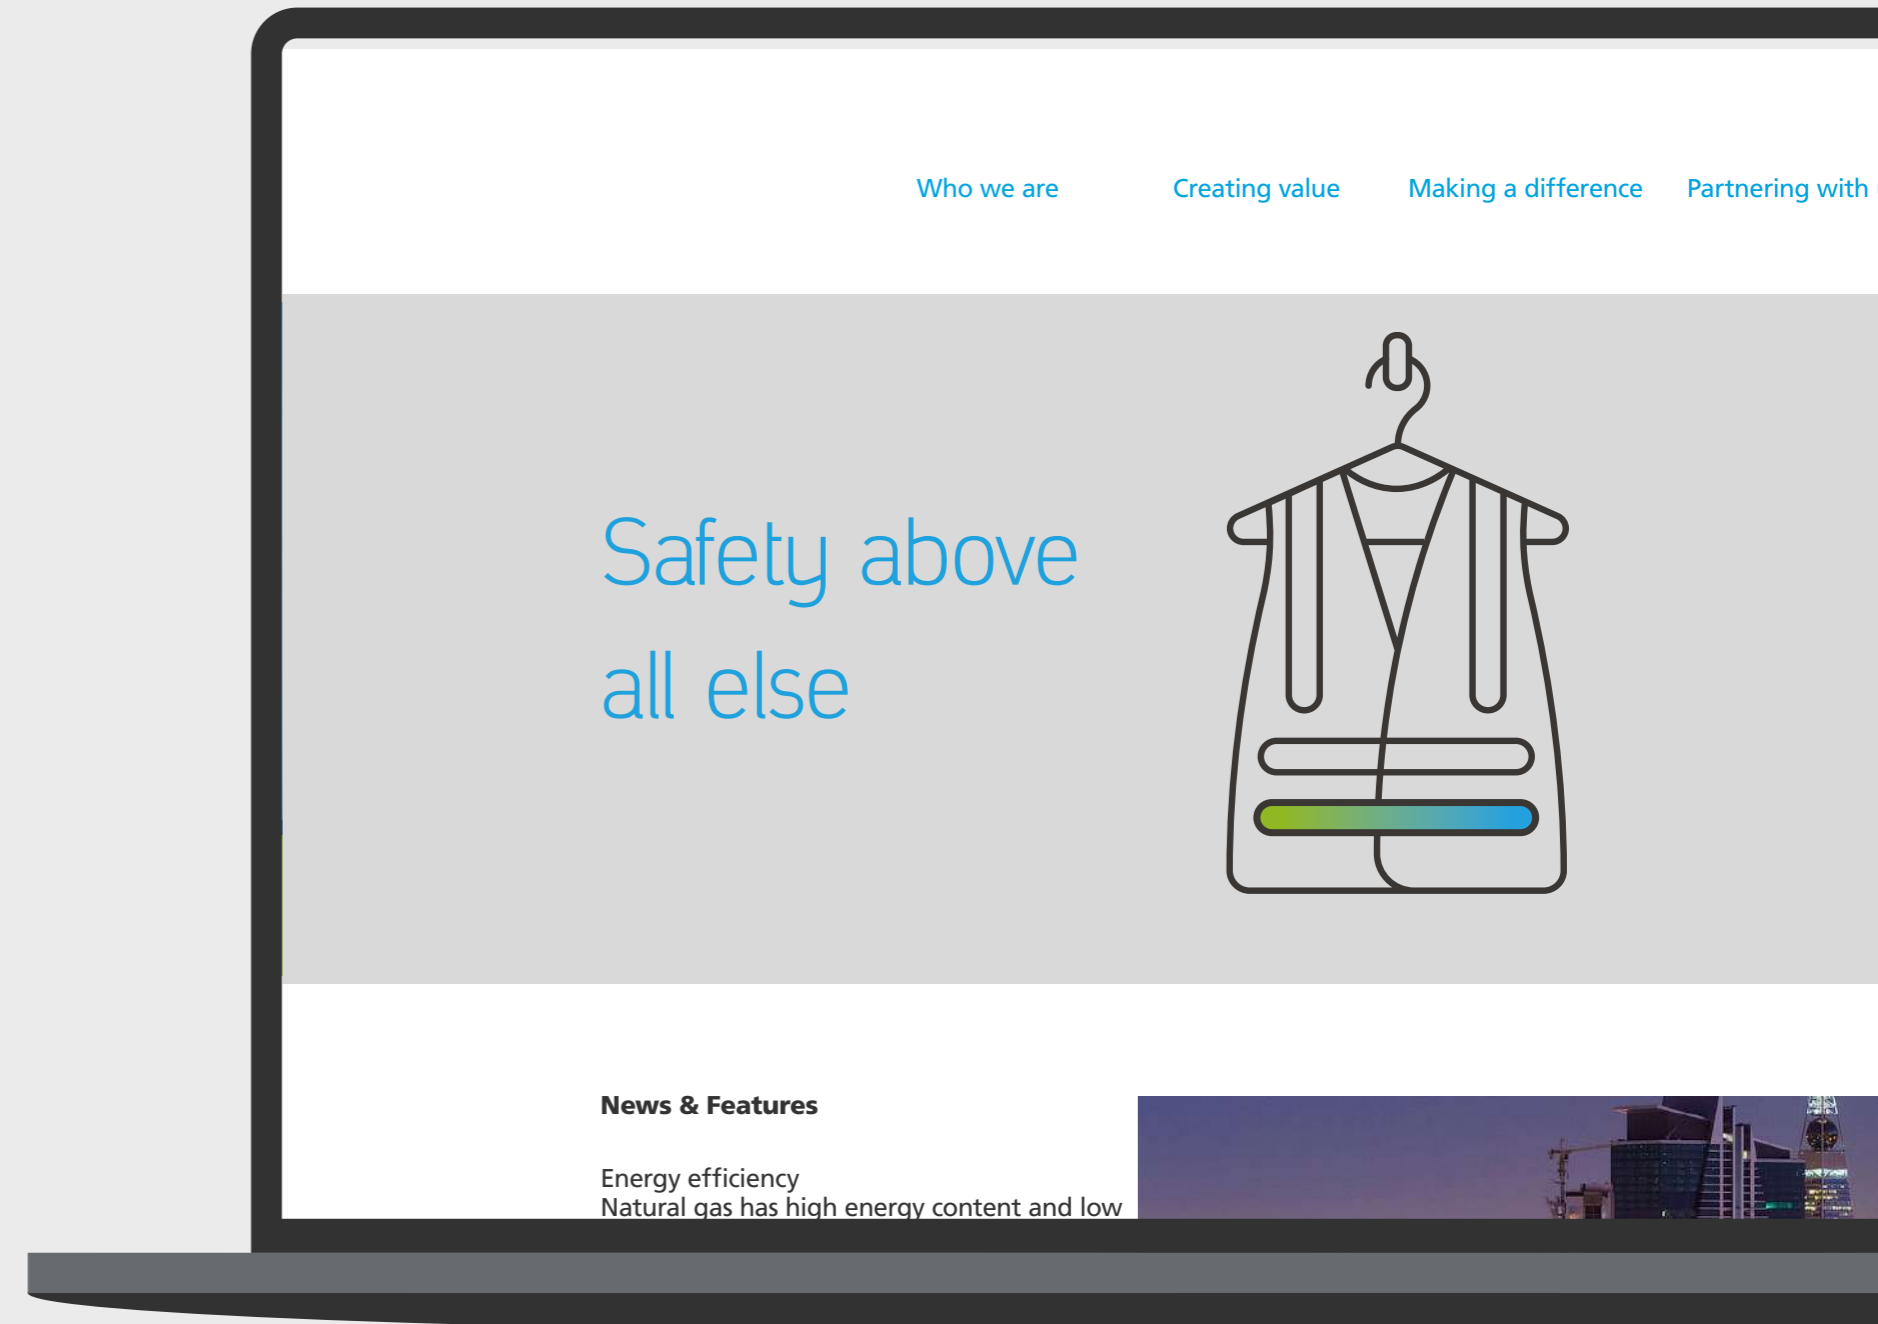 Who we are Creating value Making a difference Partnering with
Safety above
all else
News & Features
Energy efficiency
Natural gas has high energy content and low